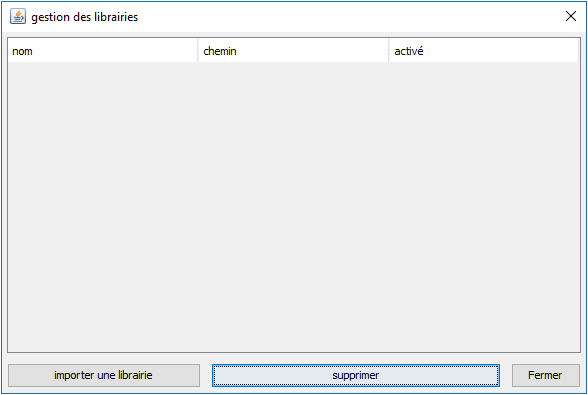 gestion des librairies
nom chemin activé
importer une librairie supprimer Fermer